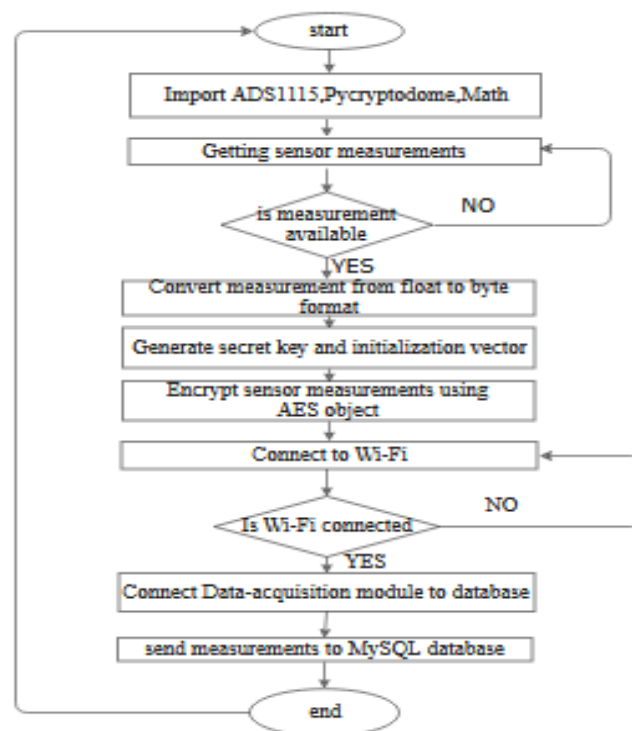 start
Import ADS1115,Pycryptodome,Math
Getting sensor measurements
is measurement
available
NO
YES
Convert measurement from float to byte
format
Generate secret key and initialization vector
Encrypt sensor measurements using
AES object
Connect to Wi-Fi
Is Wi-Fi connected
NO
YES
Connect Data-acquisition module to database
send measurements to MySQL database
end